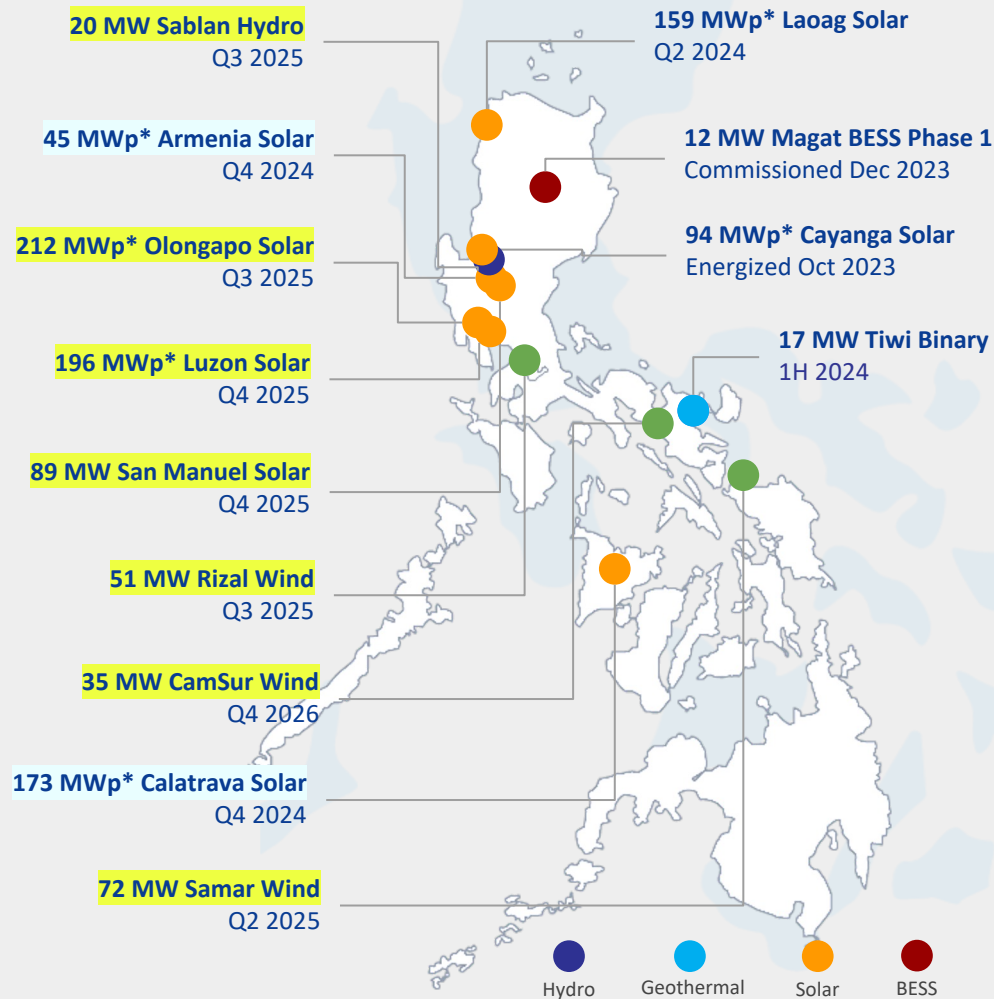 20 MW Sablan Hydro
Q3 2025
45 MWp* Armenia Solar
Q4 2024
212 MWp* Olongapo Solar
Q3 2025
196 MWp* Luzon Solar
Q4 2025
89 MW San Manuel Solar
Q4 2025
51 MW Rizal Wind
Q3 2025
35 MW CamSur Wind
Q4 2026
173 MWp* Calatrava Solar
Q4 2024
72 MW Samar Wind
Q2 2025
159 MWp* Laoag Solar
Q2 2024
12 MW Magat BESS Phase 1
Commissioned Dec 2023
94 MWp* Cayanga Solar
Energized Oct 2023
17 MW Tiwi Binary
1H 2024
Hydro
Geothermal
Solar
BESS